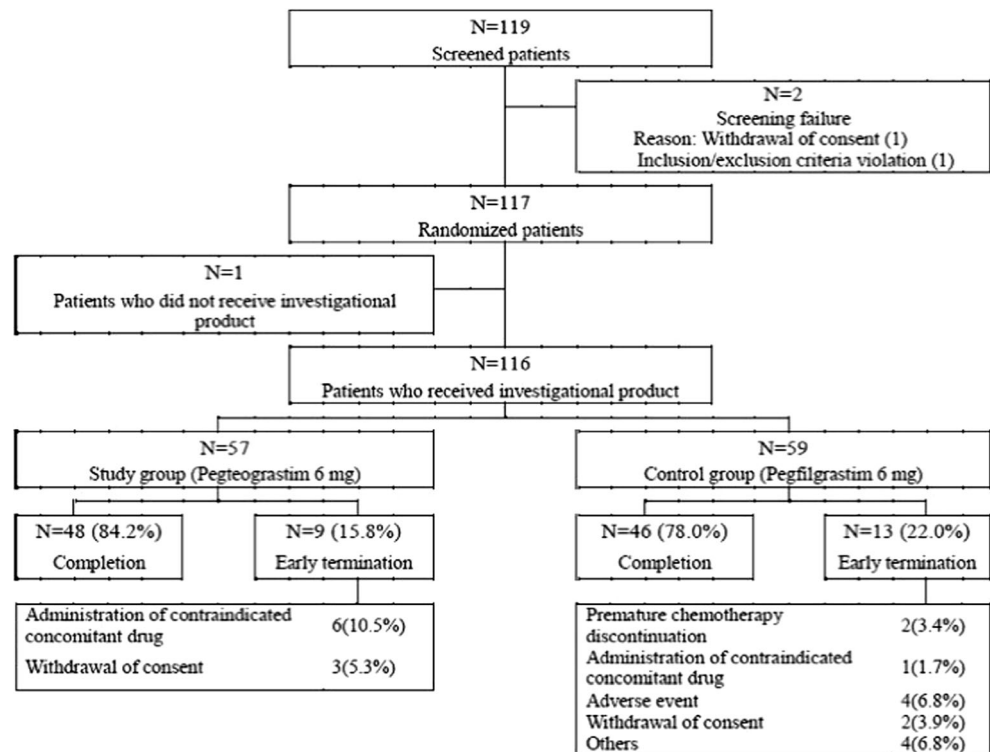 N=119
Screened patients
N=2
Screening failure
Reason: Withdrawal of consent (1)
Inclusion/exclusion criteria violation (1)
N=117
Randomized patients
N=1
Patients who did not receive investigational
product
N=116
Patients who received investigational product
N=57
Study group (Pegteograstim 6 mg)
N=59
Control group (Pegfilgrastim 6 mg)
N=48 (84.2%)
Completion
N=9 (15.8%)
Early termination
N=46 (78.0%)
Completion
N=13 (22.0%)
Early termination
Administration of contraindicated
concomitant drug 6(10.5%)
Withdrawal of consent 3(5.3%)
Premature chemotherapy
discontinuation 2(3.4%)
Administration of contraindicated
concomitant drug 1(1.7%)
Adverse event 4(6.8%)
Withdrawal of consent 2(3.9%)
Others 4(6.8%)